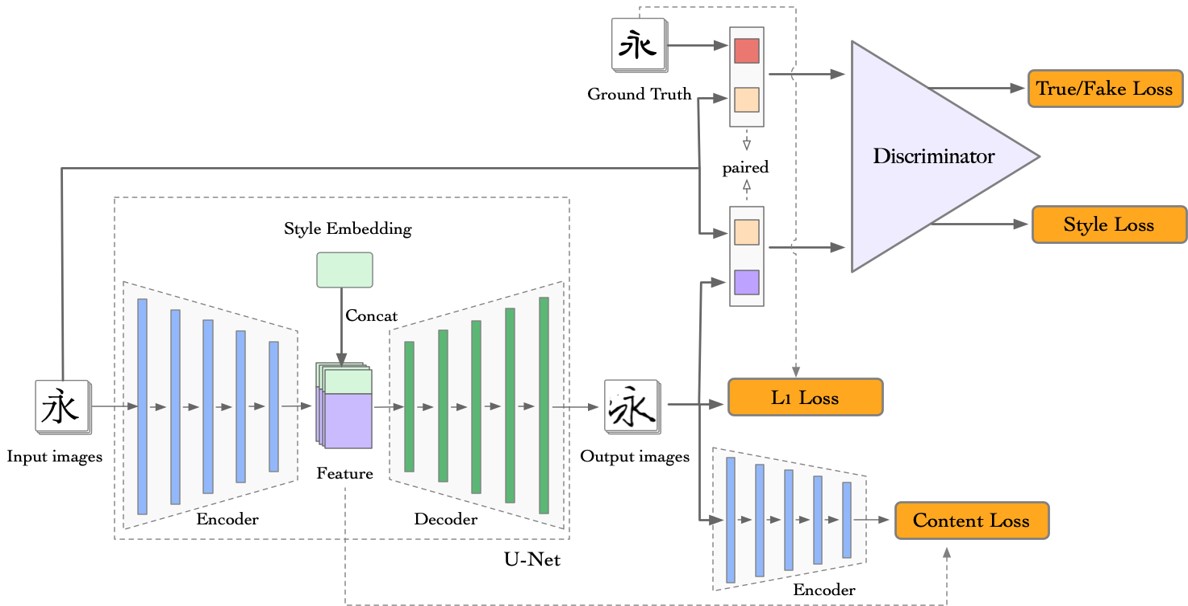 永
Ground Truth
True/Fake Loss
Discriminator
paired
Style Loss
Style Embedding
Concat
永
Input images
Encoder
Feature
Decoder
U-Net
永
Output images
L1 Loss
Content Loss
Encoder